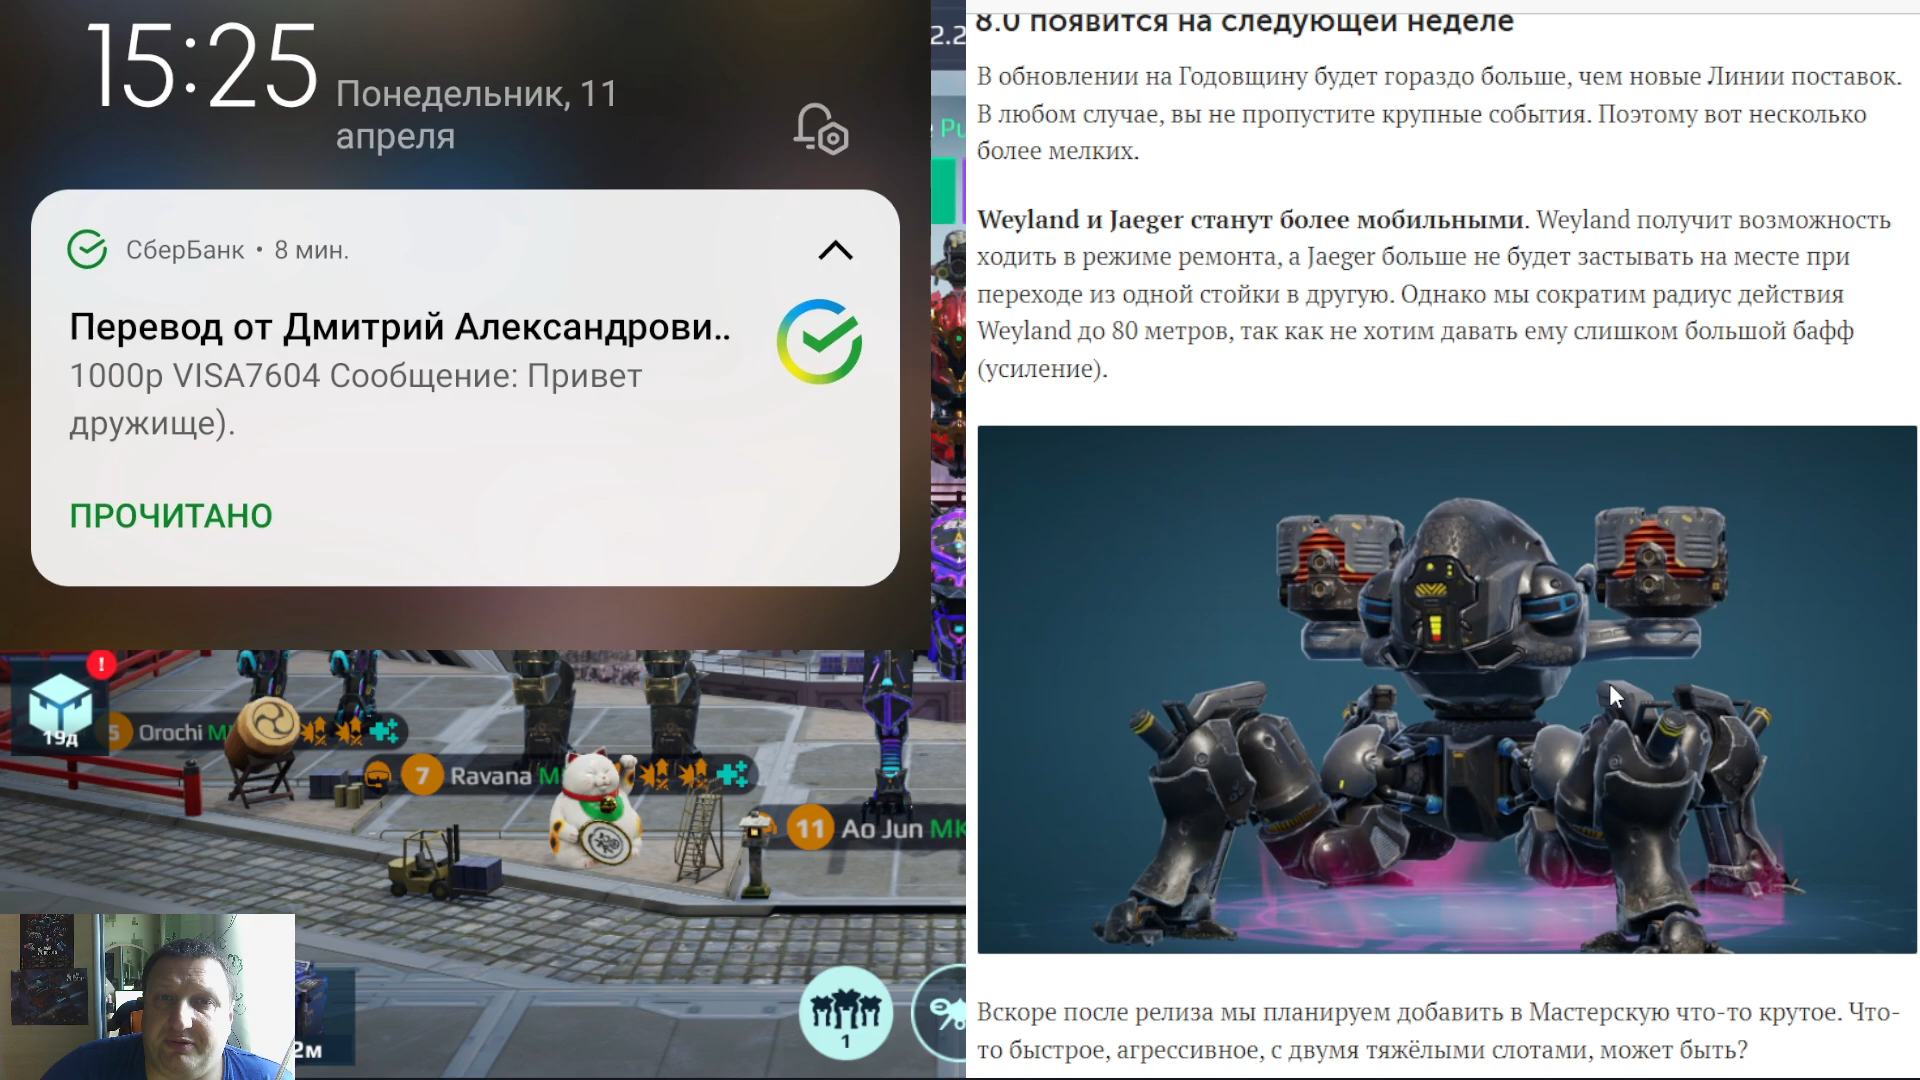 15:25
Понедельник, 11
апреля
СберБанк • 8 мин.
Перевод от Дмитрий Александрови..
1000р VISA7604 Сообщение: Привет
дружище).
ПРОЧИТАНО
2.2
Pu
!
19д
5 Orochi M
7 Ravana M
11 Ao Jun MK
1
2м
8.0 появится на следующей неделе
В обновлении на Годовщину будет гораздо больше, чем новые Линии поставок.
В любом случае, вы не пропустите крупные события. Поэтому вот несколько
более мелких.
Weyland и Jaeger станут более мобильными. Weyland получит возможность
ходить в режиме ремонта, а Jaeger больше не будет застывать на месте при
переходе из одной стойки в другую. Однако мы сократим радиус действия
Weyland до 80 метров, так как не хотим давать ему слишком большой бафф
(усиление).
Вскоре после релиза мы планируем добавить в Мастерскую что-то крутое. Что-
то быстрое, агрессивное, с двумя тяжёлыми слотами, может быть?